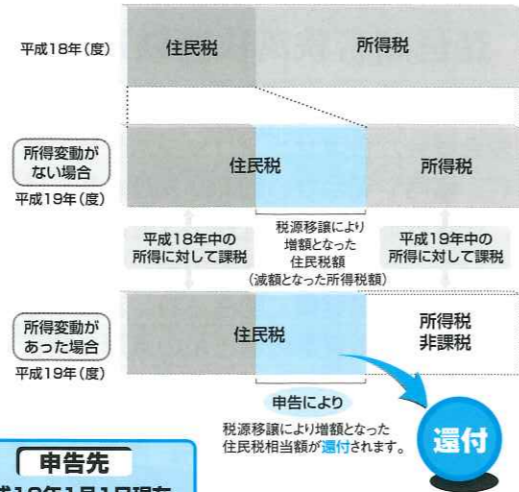 平成18年(度)
住民税
所得税
所得変動が
ない場合
平成19年(度)
住民税
所得税
平成18年中の
所得に対して課税
税源移譲により
増額となった
住民税額
(減額となった所得税額)
平成19年中の
所得に対して課税
所得変動が
あった場合
平成19年(度)
住民税
所得税
非課税
申告により
税源移譲により増額となった
住民税相当額が還付されます。
還付
申告先